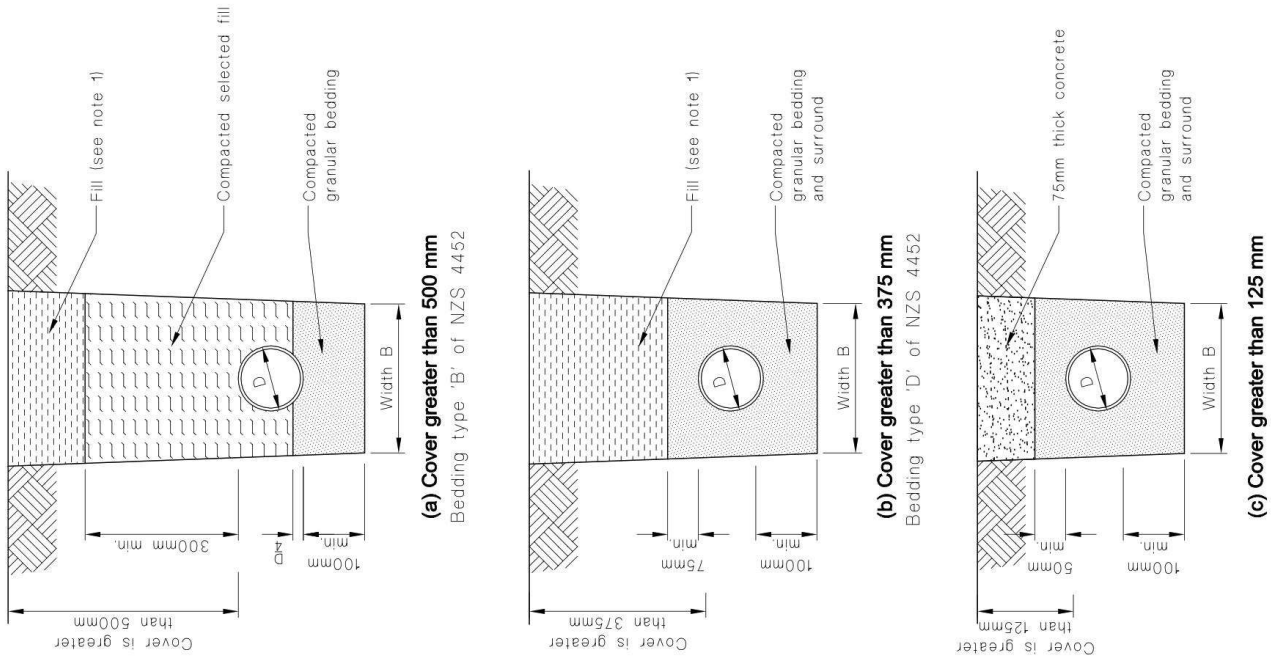 Cover is greater
than 500mm
300mm min.
D
4
100mm
min.
D
Width B
Fill (see note 1)
Compacted selected fill
Compacted
granular bedding
(a) Cover greater than 500 mm
Bedding type 'B' of NZS 4452
Cover is greater
than 375mm
75mm
min.
100mm
min.
D
Width B
Fill (see note 1)
Compacted
granular bedding
and surround
(b) Cover greater than 375 mm
Bedding type 'D' of NZS 4452
Cover is greater
than 125mm
50mm
min.
100mm
min.
D
Width B
75mm thick concrete
Compacted
granular bedding
and surround
(c) Cover greater than 125 mm